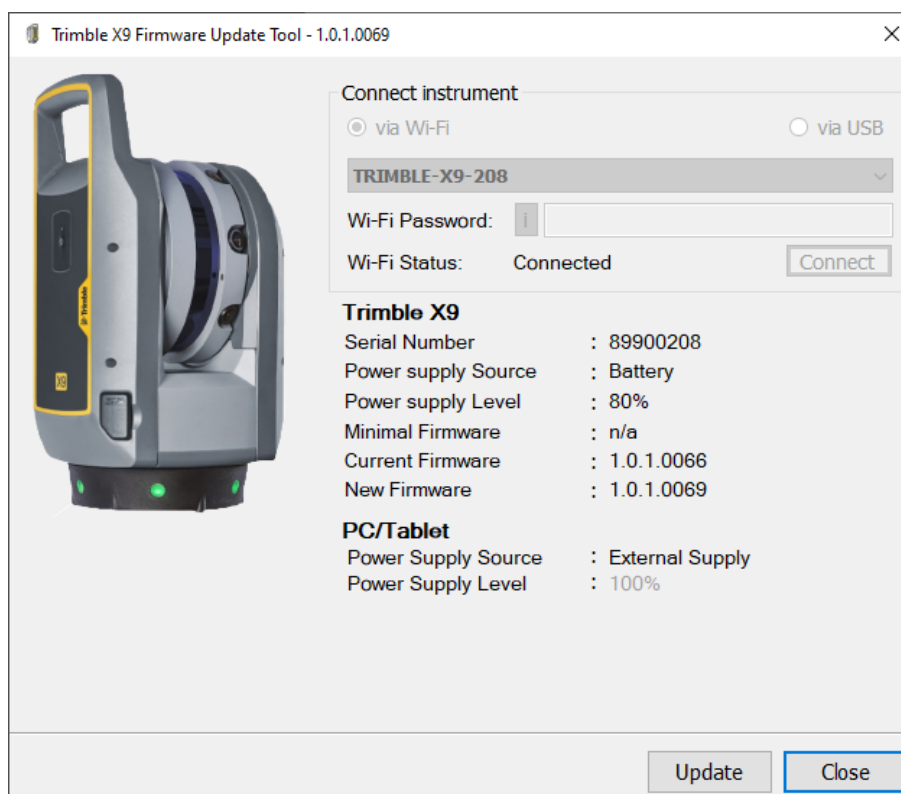 Trimble X9 Firmware Update Tool - 1.0.1.0069
Connect instrument
via Wi-Fi via USB
TRIMBLE-X9-208
Wi-Fi Password: i
Wi-Fi Status: Connected Connect
Trimble X9
Serial Number : 89900208
Power supply Source : Battery
Power supply Level : 80%
Minimal Firmware : n/a
Current Firmware : 1.0.1.0066
New Firmware : 1.0.1.0069
PC/Tablet
Power Supply Source : External Supply
Power Supply Level : 100%
Trimble
X9
Update Close